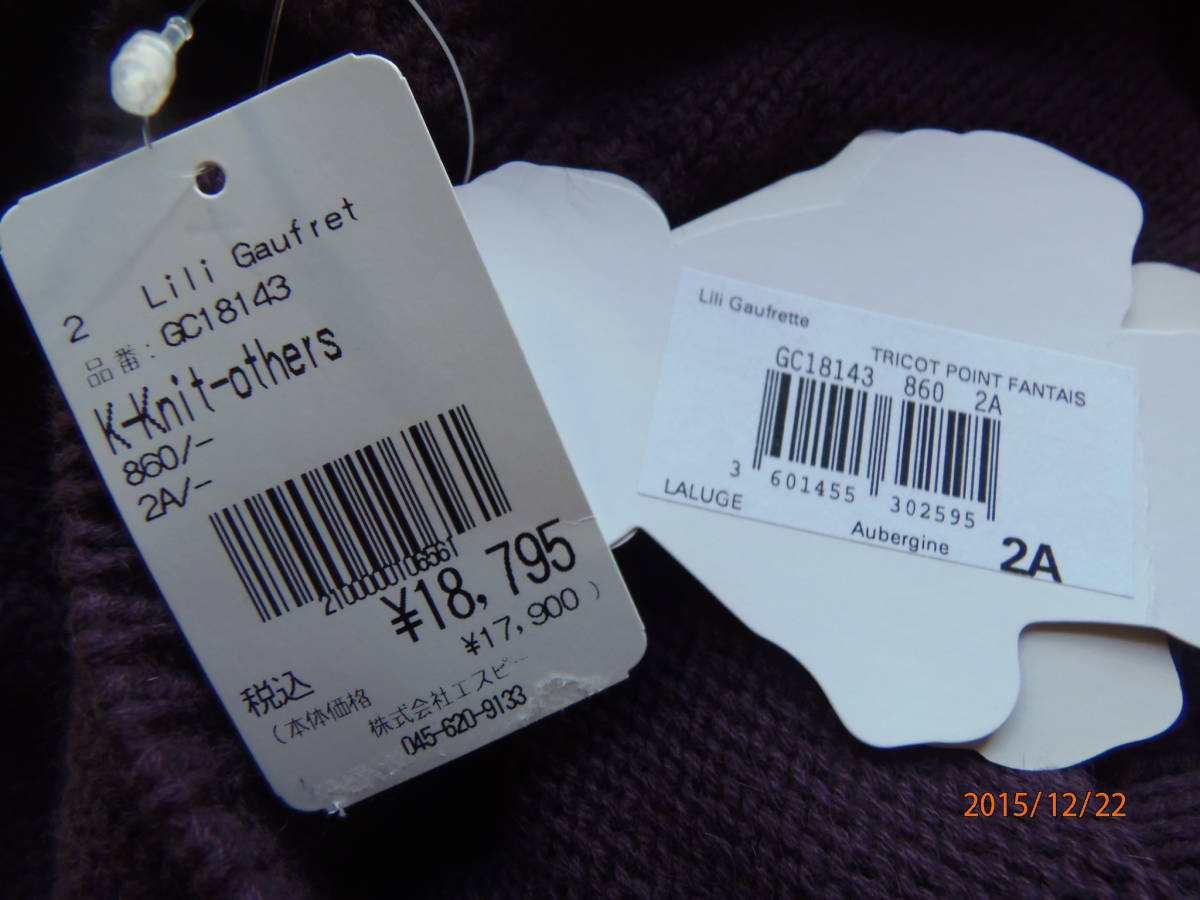 2 Lili Gaufret
品番:GC18143
K-Knit-others
860/-
2A/-
2100000106561
¥18,795
税込
(本体価格 ¥17,900)
株式会社エスピー
045-620-9133
Lili Gaufrette
TRICOT POINT FANTAIS
GC18143 860 2A
3 601455 302595
LALUGE
Aubergine
2A
2015/12/22